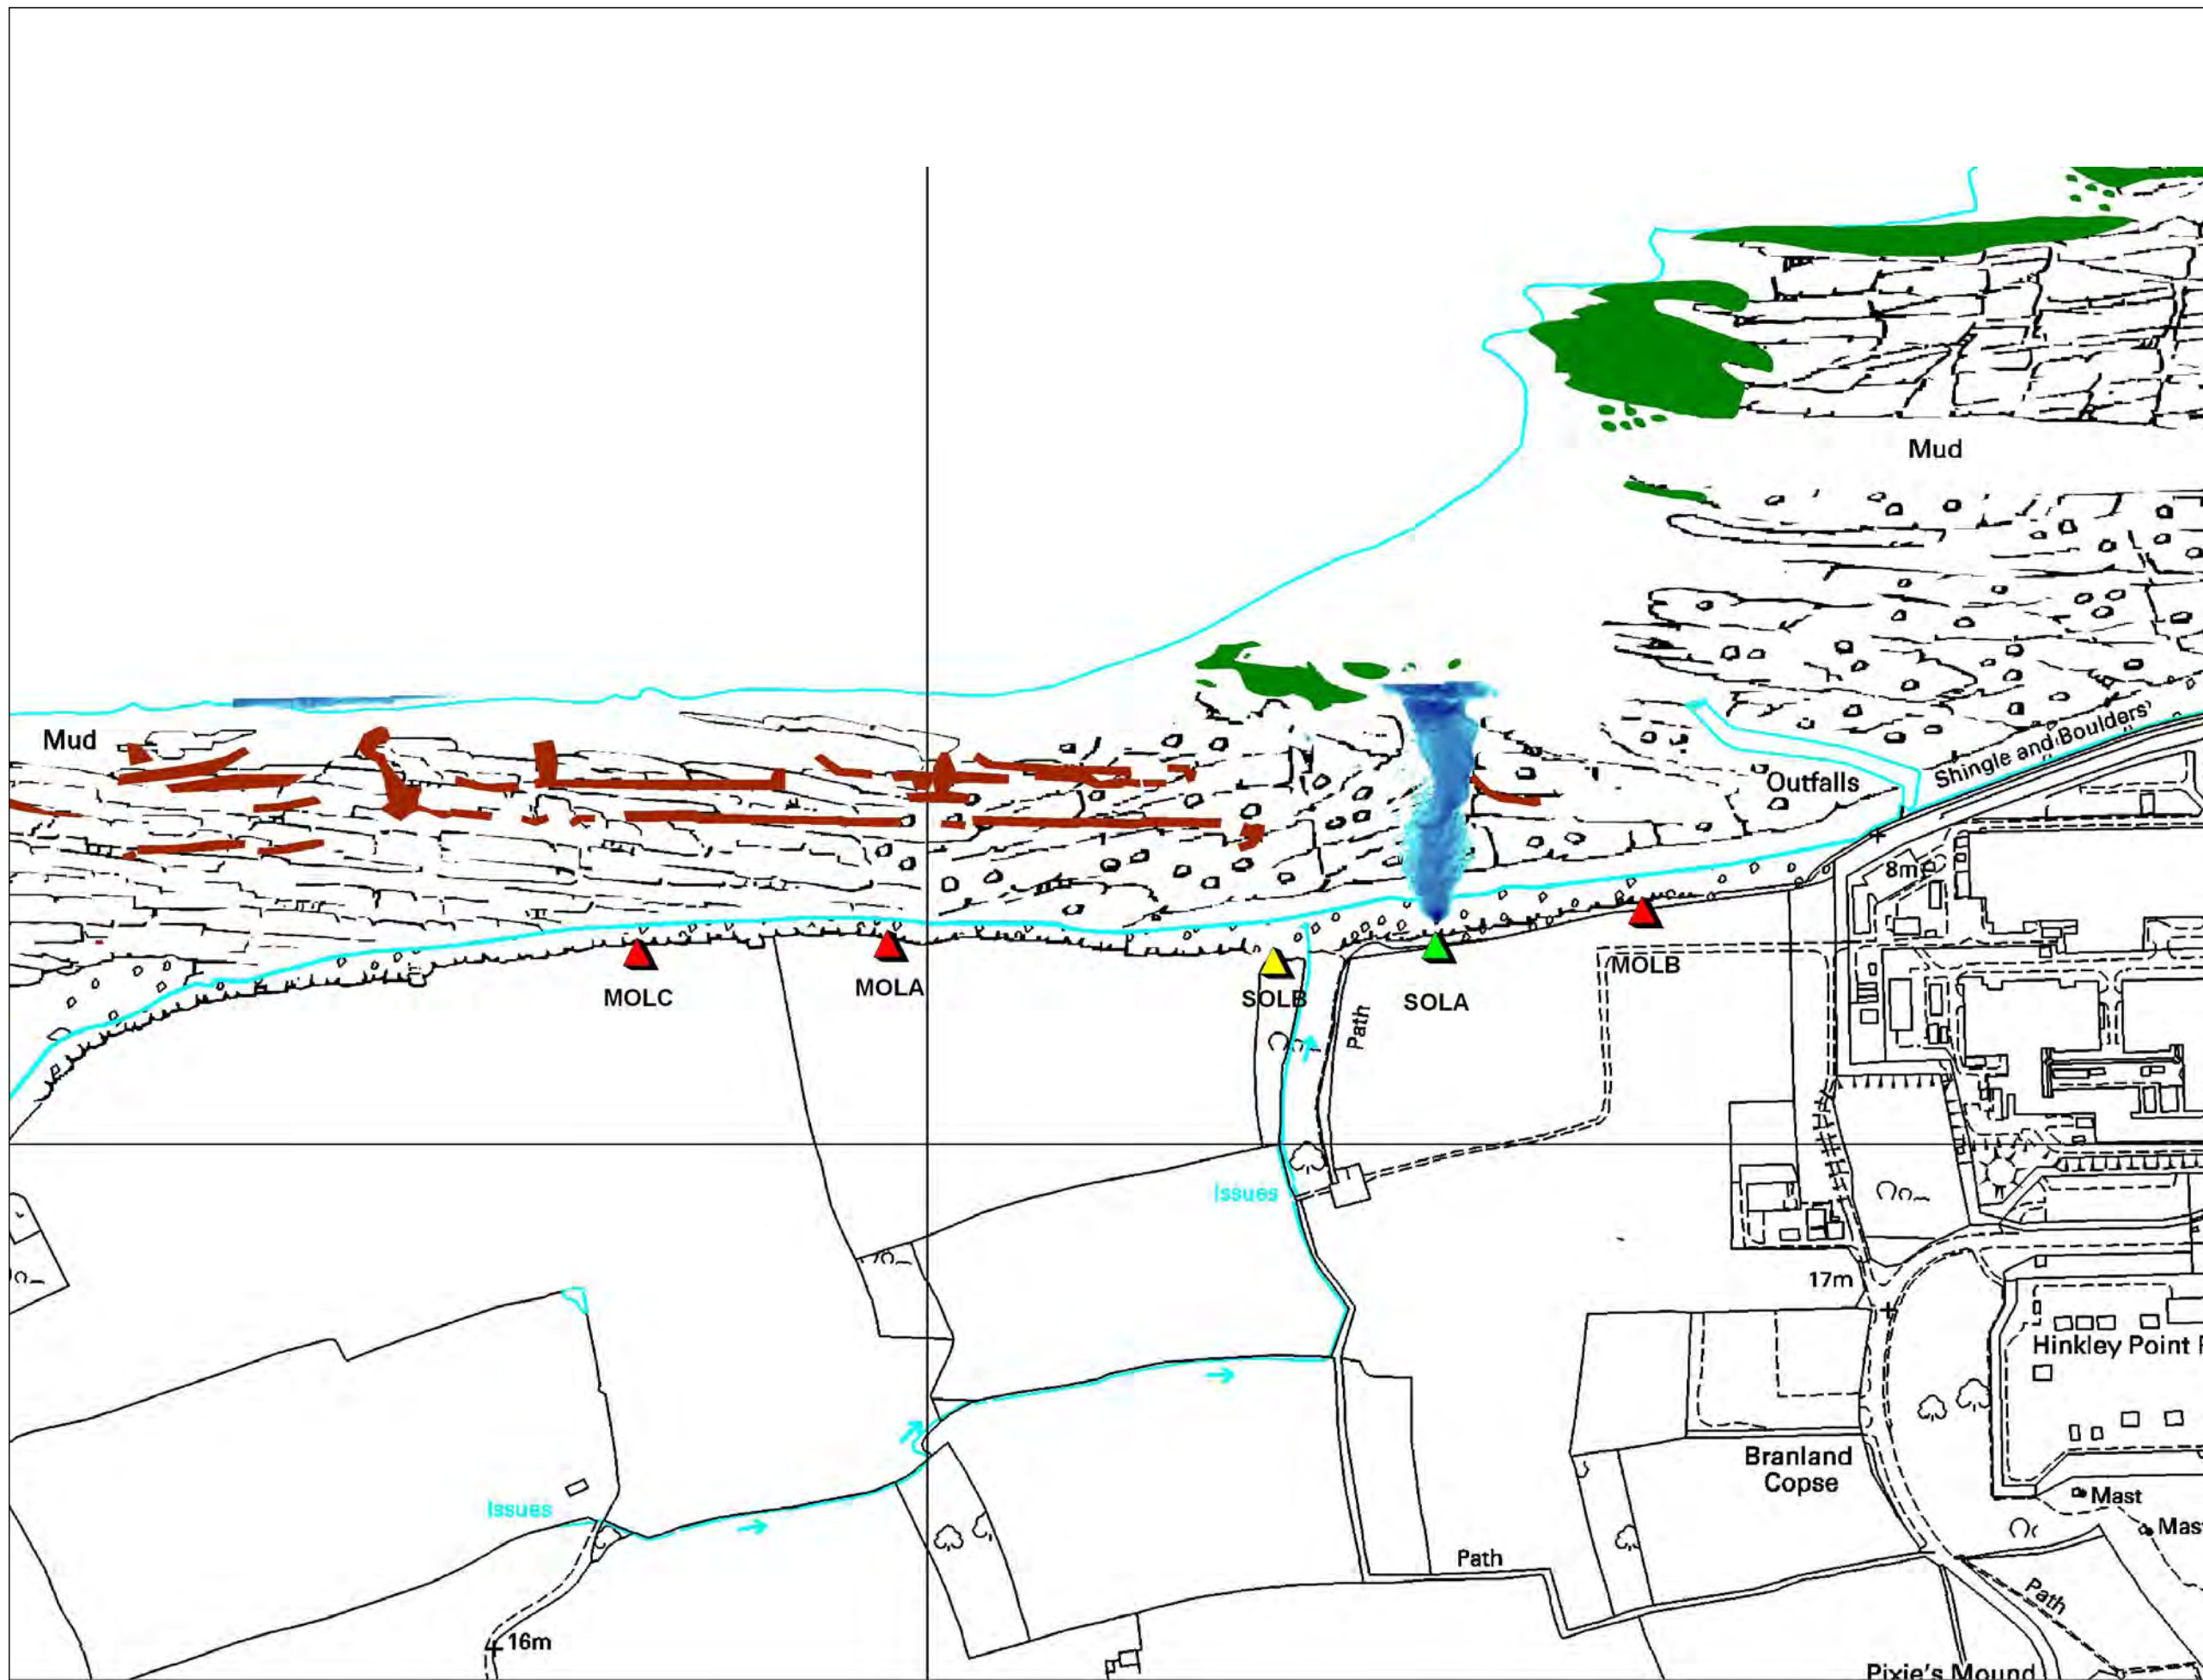 Mud
Mud
Shingle and Boulders
Outfalls
8m
MOLC
MOLA
SOLB
SOLA
MOLB
Path
Issues
17m
Hinkley Point
Branland
Copse
Issues
Mast
Path
Path
16m
Pixie's Mound